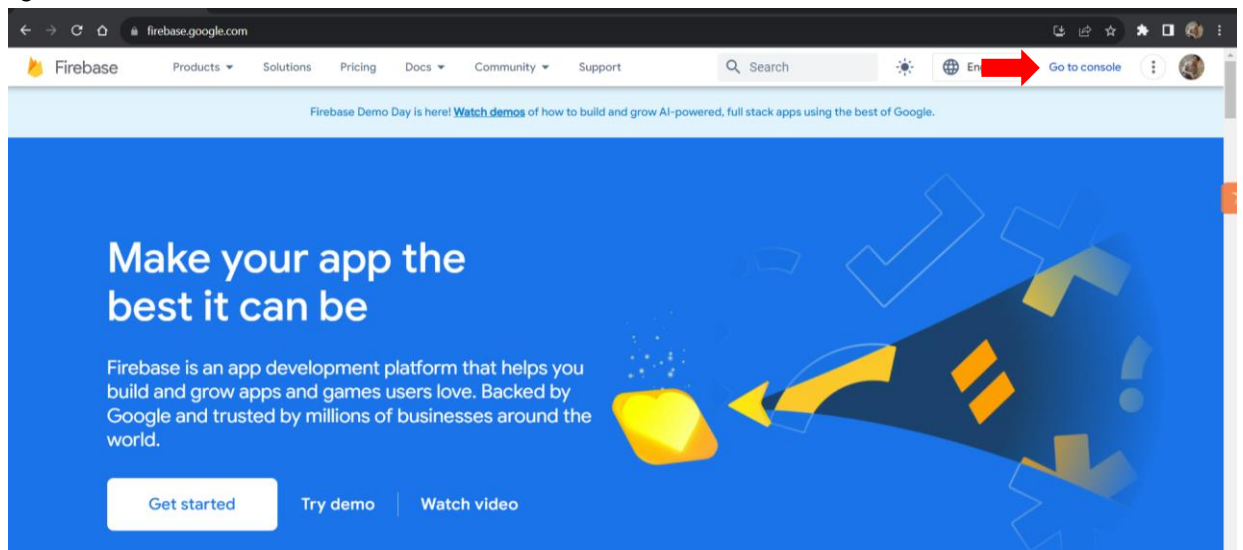 firebase.google.com
Firebase Products Solutions Pricing Docs Community Support Search Go to console
Firebase Demo Day is here! Watch demos of how to build and grow AI-powered, full stack apps using the best of Google.
Make your app the
best it can be
Firebase is an app development platform that helps you
build and grow apps and games users love. Backed by
Google and trusted by millions of businesses around the
world.
Get started Try demo Watch video